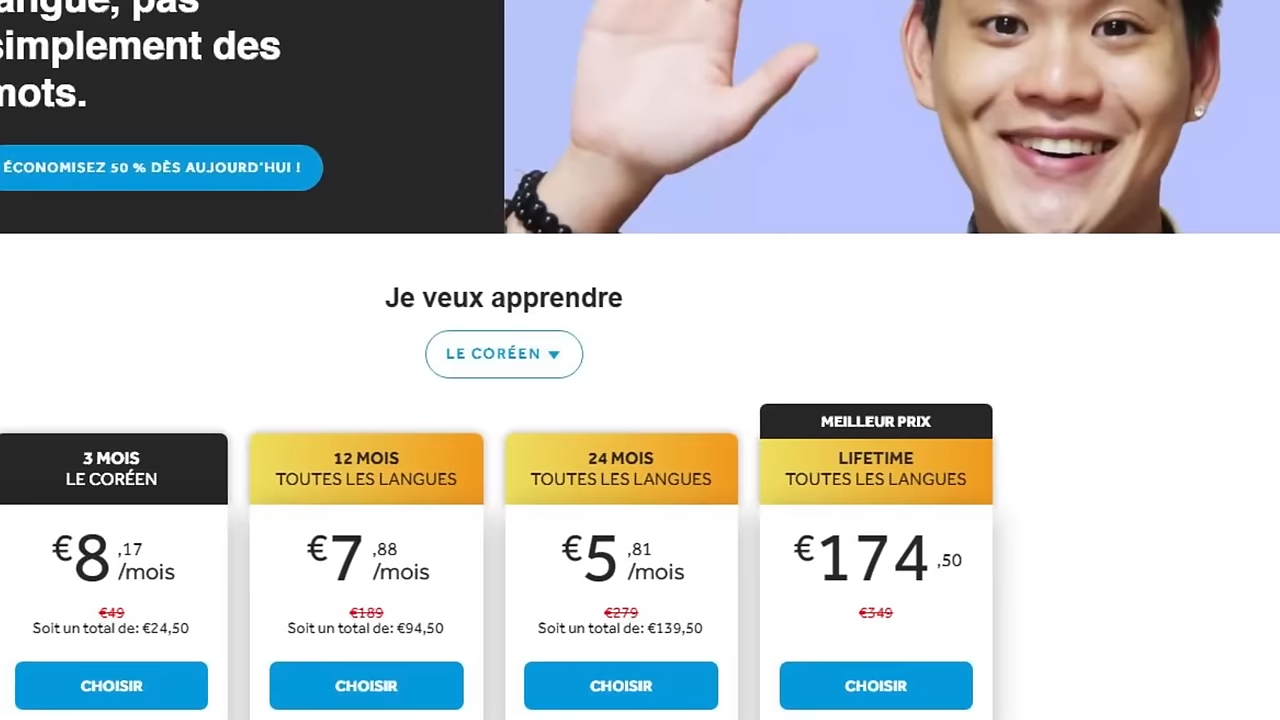 langue, pas
simplement des
mots.
ÉCONOMISEZ 50 % DÈS AUJOURD'HUI !
Je veux apprendre
LE CORÉEN
3 MOIS
LE CORÉEN
€8,17
/mois
€49
Soit un total de: €24,50
CHOISIR
12 MOIS
TOUTES LES LANGUES
€7,88
/mois
€189
Soit un total de: €94,50
CHOISIR
24 MOIS
TOUTES LES LANGUES
€5,81
/mois
€279
Soit un total de: €139,50
CHOISIR
MEILLEUR PRIX
LIFETIME
TOUTES LES LANGUES
€174,50
€349
CHOISIR